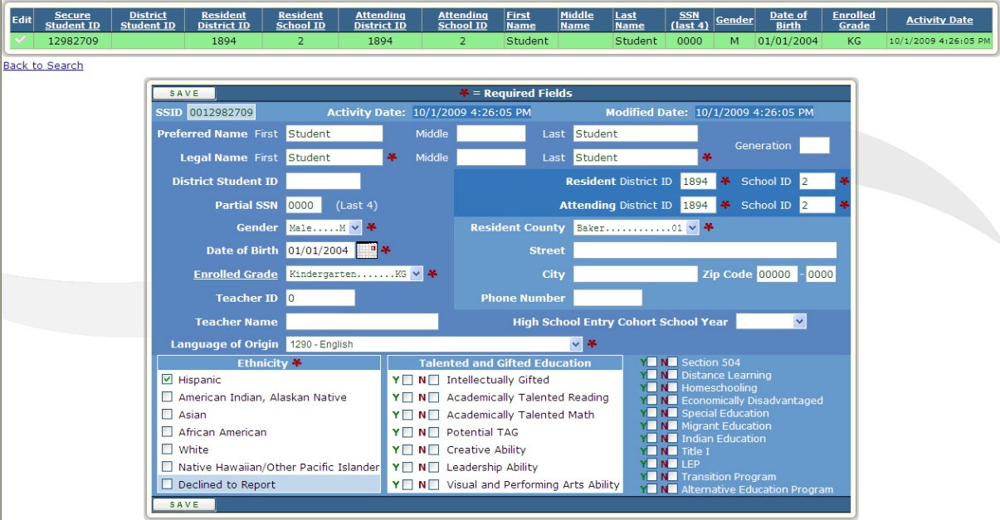 Edit Secure Student ID District Student ID Resident District ID Resident School ID Attending District ID Attending School ID First Name Middle Name Last Name SSN (last 4) Gender Date of Birth Enrolled Grade Activity Date
12982709 1894 2 1894 2 Student Student 0000 M 01/01/2004 KG 10/1/2009 4:26:05 PM
Back to Search
SAVE * = Required Fields
SSID 0012982709 Activity Date: 10/1/2009 4:26:05 PM Modified Date: 10/1/2009 4:26:05 PM
Preferred Name First Student Middle Last Student
Generation
Legal Name First Student * Middle Last Student *
District Student ID Resident District ID 1894 * School ID 2 *
Partial SSN 0000 (Last 4) Attending District ID 1894 * School ID 2 *
Gender Male.....M * Resident County Baker............01 *
Date of Birth 01/01/2004 * Street
Enrolled Grade Kindergarten.......KG * City Zip Code 00000 - 0000
Teacher ID 0 Phone Number
Teacher Name High School Entry Cohort School Year
Language of Origin 1290 - English *
Ethnicity *
Hispanic
American Indian, Alaskan Native
Asian
African American
White
Native Hawaiian/Other Pacific Islander
Declined to Report
Talented and Gifted Education
Y N Intellectually Gifted
Y N Academically Talented Reading
Y N Academically Talented Math
Y N Potential TAG
Y N Creative Ability
Y N Leadership Ability
Y N Visual and Performing Arts Ability
Y N Section 504
Y N Distance Learning
Y N Homeschooling
Y N Economically Disadvantaged
Y N Special Education
Y N Migrant Education
Y N Indian Education
Y N Title I
Y N LEP
Y N Transition Program
Y N Alternative Education Program
SAVE